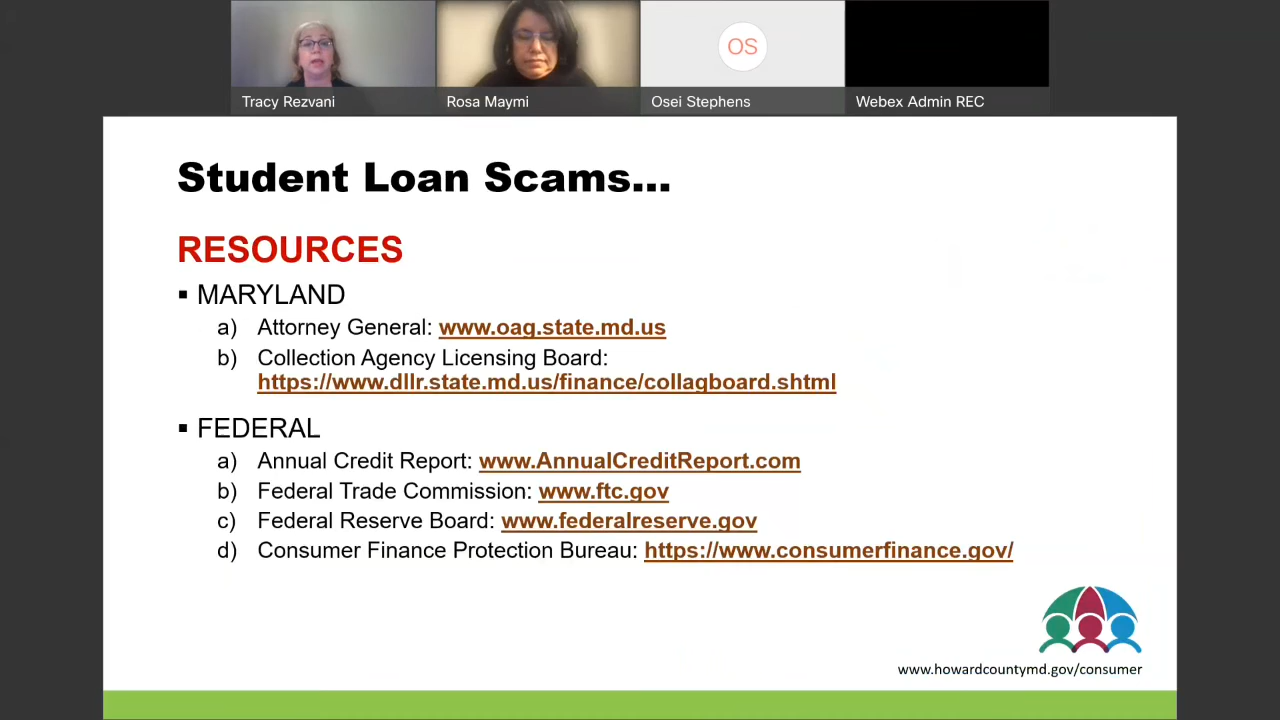 Tracy Rezvani
Rosa Maymi
OS
Osei Stephens
Webex Admin REC
Student Loan Scams...
RESOURCES
▪ MARYLAND
a) Attorney General: www.oag.state.md.us
b) Collection Agency Licensing Board:
https://www.dllr.state.md.us/finance/collagboard.shtml
▪ FEDERAL
a) Annual Credit Report: www.AnnualCreditReport.com
b) Federal Trade Commission: www.ftc.gov
c) Federal Reserve Board: www.federalreserve.gov
d) Consumer Finance Protection Bureau: https://www.consumerfinance.gov/
www.howardcountymd.gov/consumer